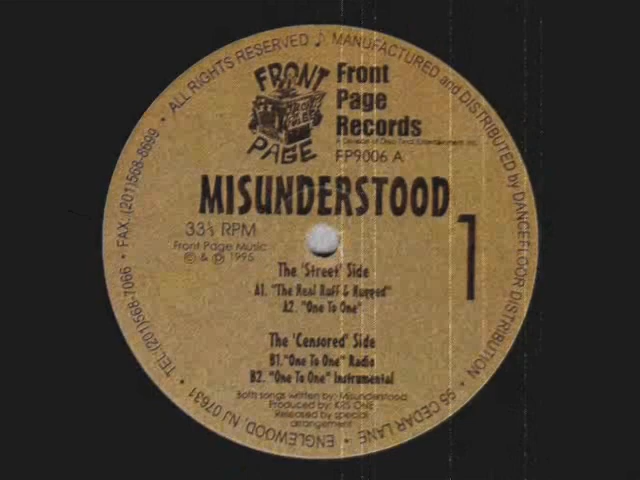 ALL RIGHTS RESERVED ♪ MANUFACTURED and DISTRIBUTED by DANCEFLOOR DISTRIBUTION • 95 CEDAR LANE • ENGLEWOOD, NJ 07631 • TEL:(201)568-7066 • FAX.(201)568-8699 •
FRONT
PAGE
Front
Page
Records
FP9006 A
MISUNDERSTOOD
1
33⅓ RPM
Front Page Music
© & ℗ 1995
The 'Street' Side
A1. "The Real Ruff & Rugged"
A2. "One To One"
The 'Censored' Side
B1. "One To One" Radio
B2. "One To One" Instrumental
Both songs written by: Misunderstood
Produced by: KRS ONE
Released by special
arrangement